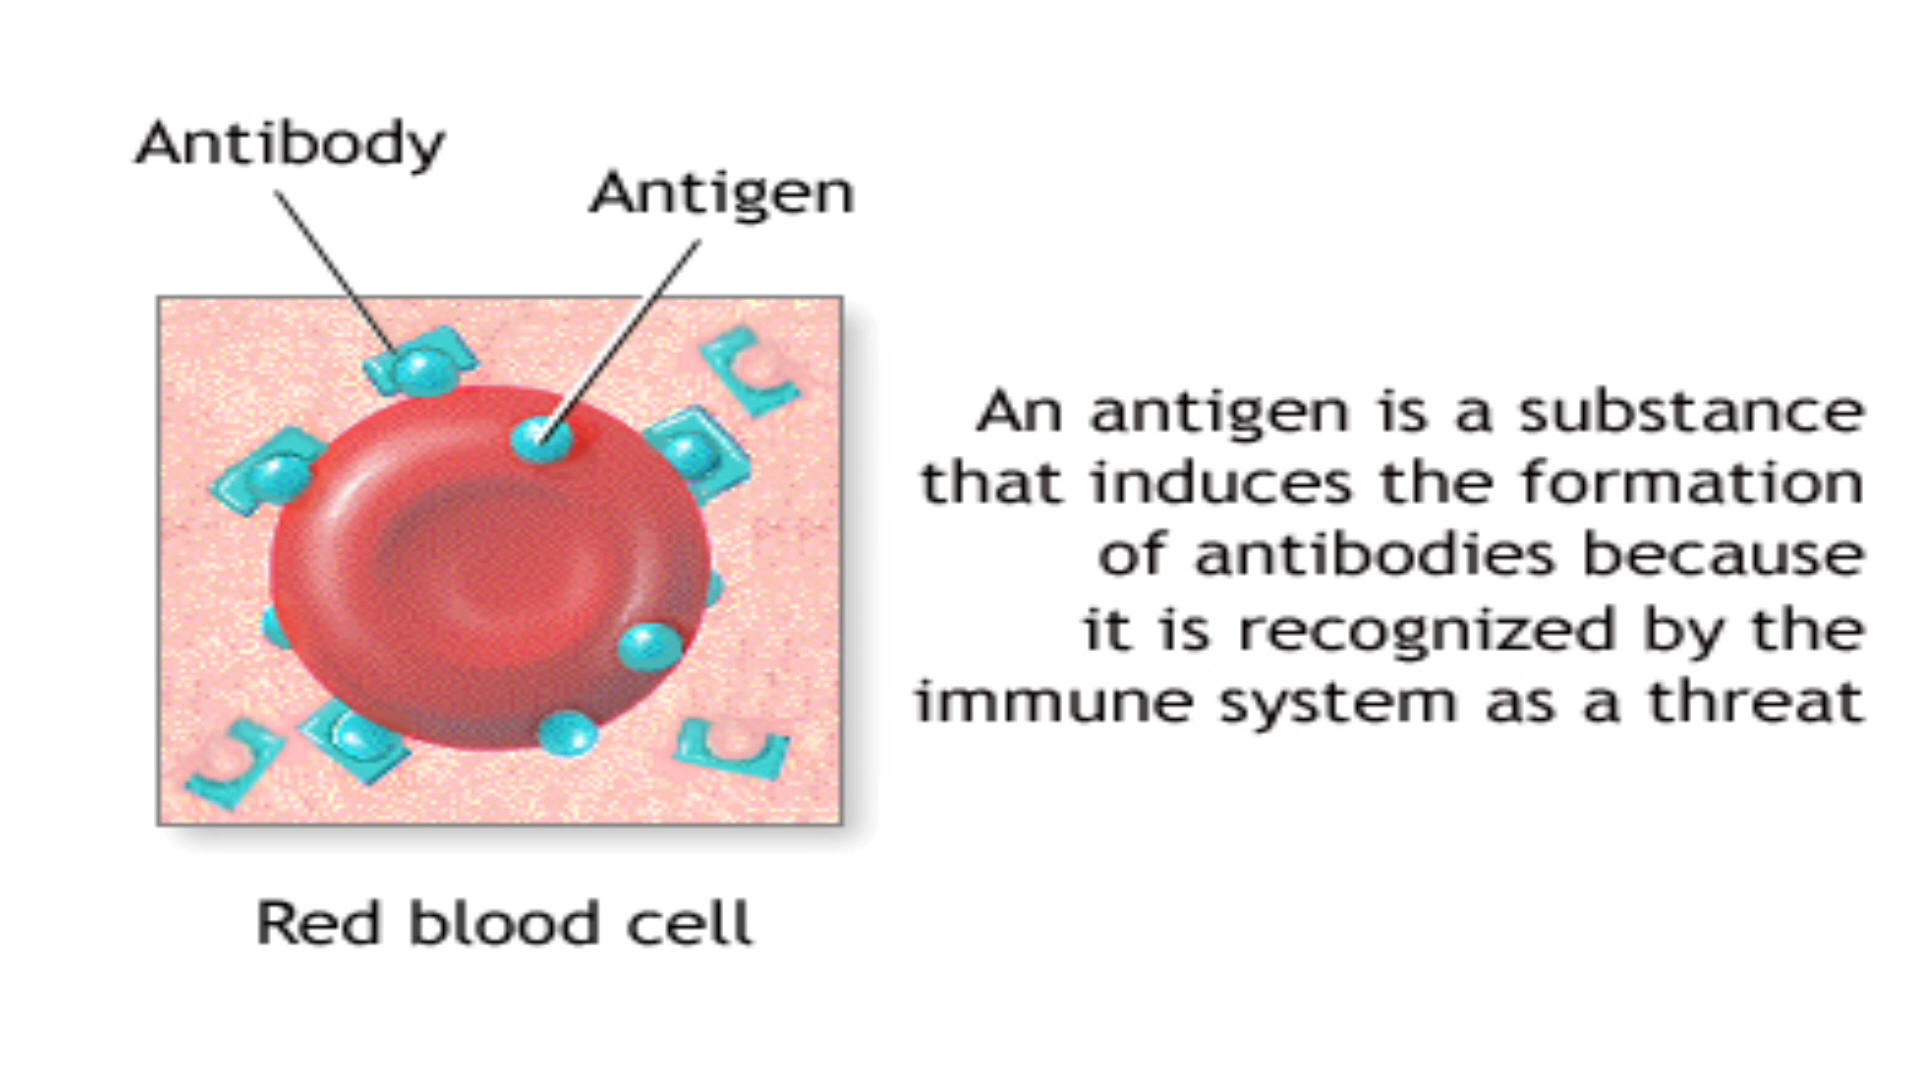 Antibody
Antigen
An antigen is a substance
that induces the formation
of antibodies because
it is recognized by the
immune system as a threat
Red blood cell